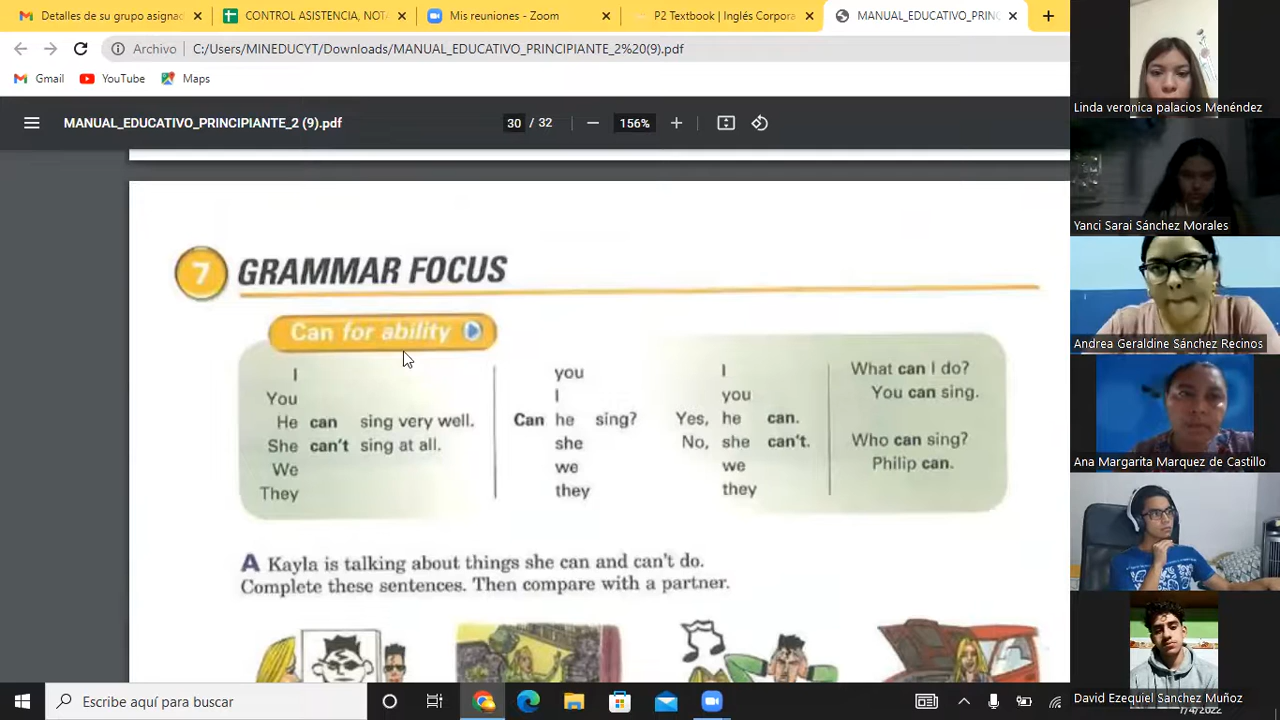 Detalles de su grupo asignad
CONTROL ASISTENCIA, NOTA
Mis reuniones - Zoom
P2 Textbook | Inglés Corpora
MANUAL_EDUCATIVO_PRINC
Archivo
C:/Users/MINEDUCYT/Downloads/MANUAL_EDUCATIVO_PRINCIPIANTE_2%20(9).pdf
Gmail
YouTube
Maps
MANUAL_EDUCATIVO_PRINCIPIANTE_2 (9).pdf
30 / 32
156%
7 GRAMMAR FOCUS
Can for ability
I
You
He can sing very well.
She can't sing at all.
We
They
you
I
Can he sing?
she
we
they
I
you
Yes, he can.
No, she can't.
we
they
What can I do?
You can sing.
Who can sing?
Philip can.
A Kayla is talking about things she can and can't do.
Complete these sentences. Then compare with a partner.
Linda veronica palacios Menéndez
Yanci Sarai Sánchez Morales
Andrea Geraldine Sánchez Recinos
Ana Margarita Marquez de Castillo
David Ezequiel Sanchez Muñoz
Escribe aquí para buscar
1/4/2022